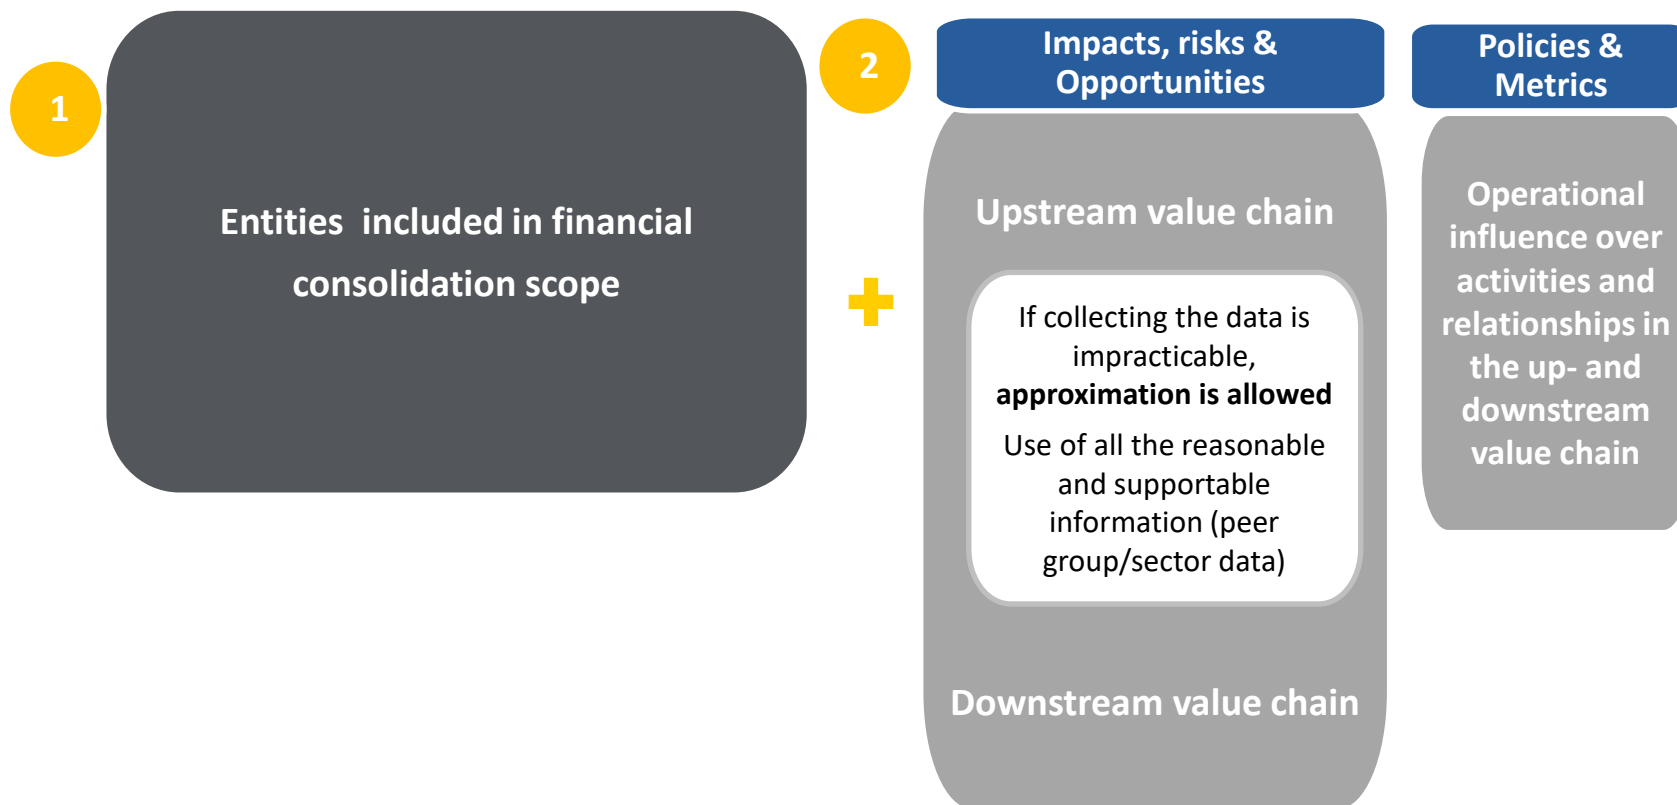 1
Entities included in financial
consolidation scope
2
Impacts, risks &
Opportunities
Upstream value chain
If collecting the data is
impracticable,
approximation is allowed
Use of all the reasonable
and supportable
information (peer
group/sector data)
Downstream value chain
Policies &
Metrics
Operational
influence over
activities and
relationships in
the up- and
downstream
value chain